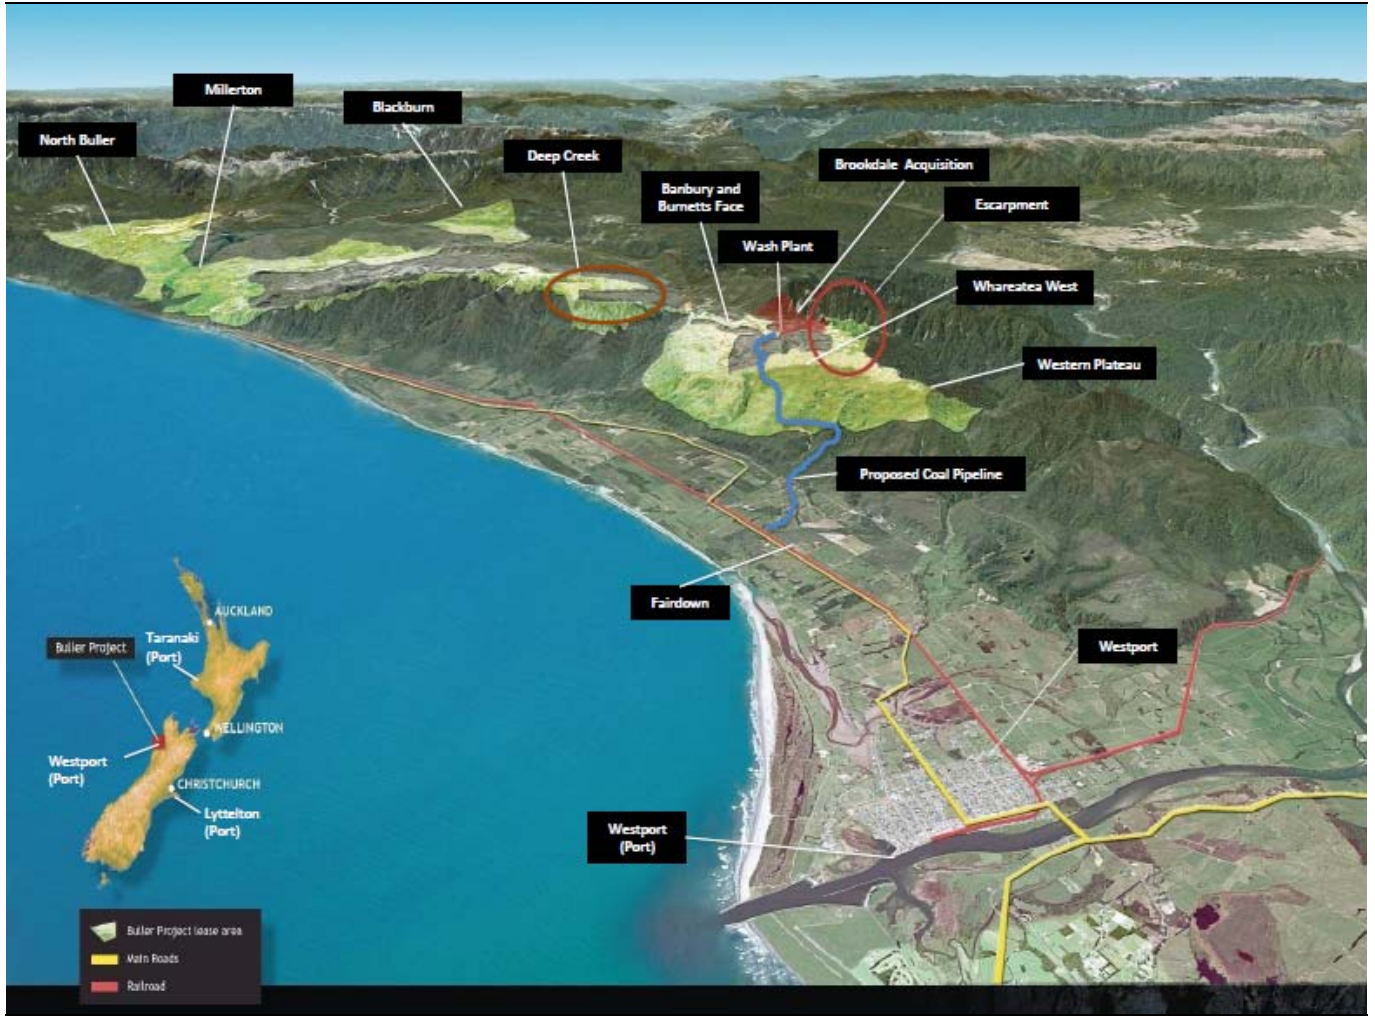 Millerton
Blackburn
North Buller
Deep Creek
Brookdale Acquisition
Banbury and
Burnetts Face
Escarpment
Wash Plant
Whareatea West
Western Plateau
Proposed Coal Pipeline
Fairdown
AUCKLAND
Taranaki
(Port)
Buller Project
Westport
WELLINGTON
Westport
(Port)
CHRISTCHURCH
Lyttelton
(Port)
Westport
(Port)
Buller Project lease area
Main Roads
Railroad